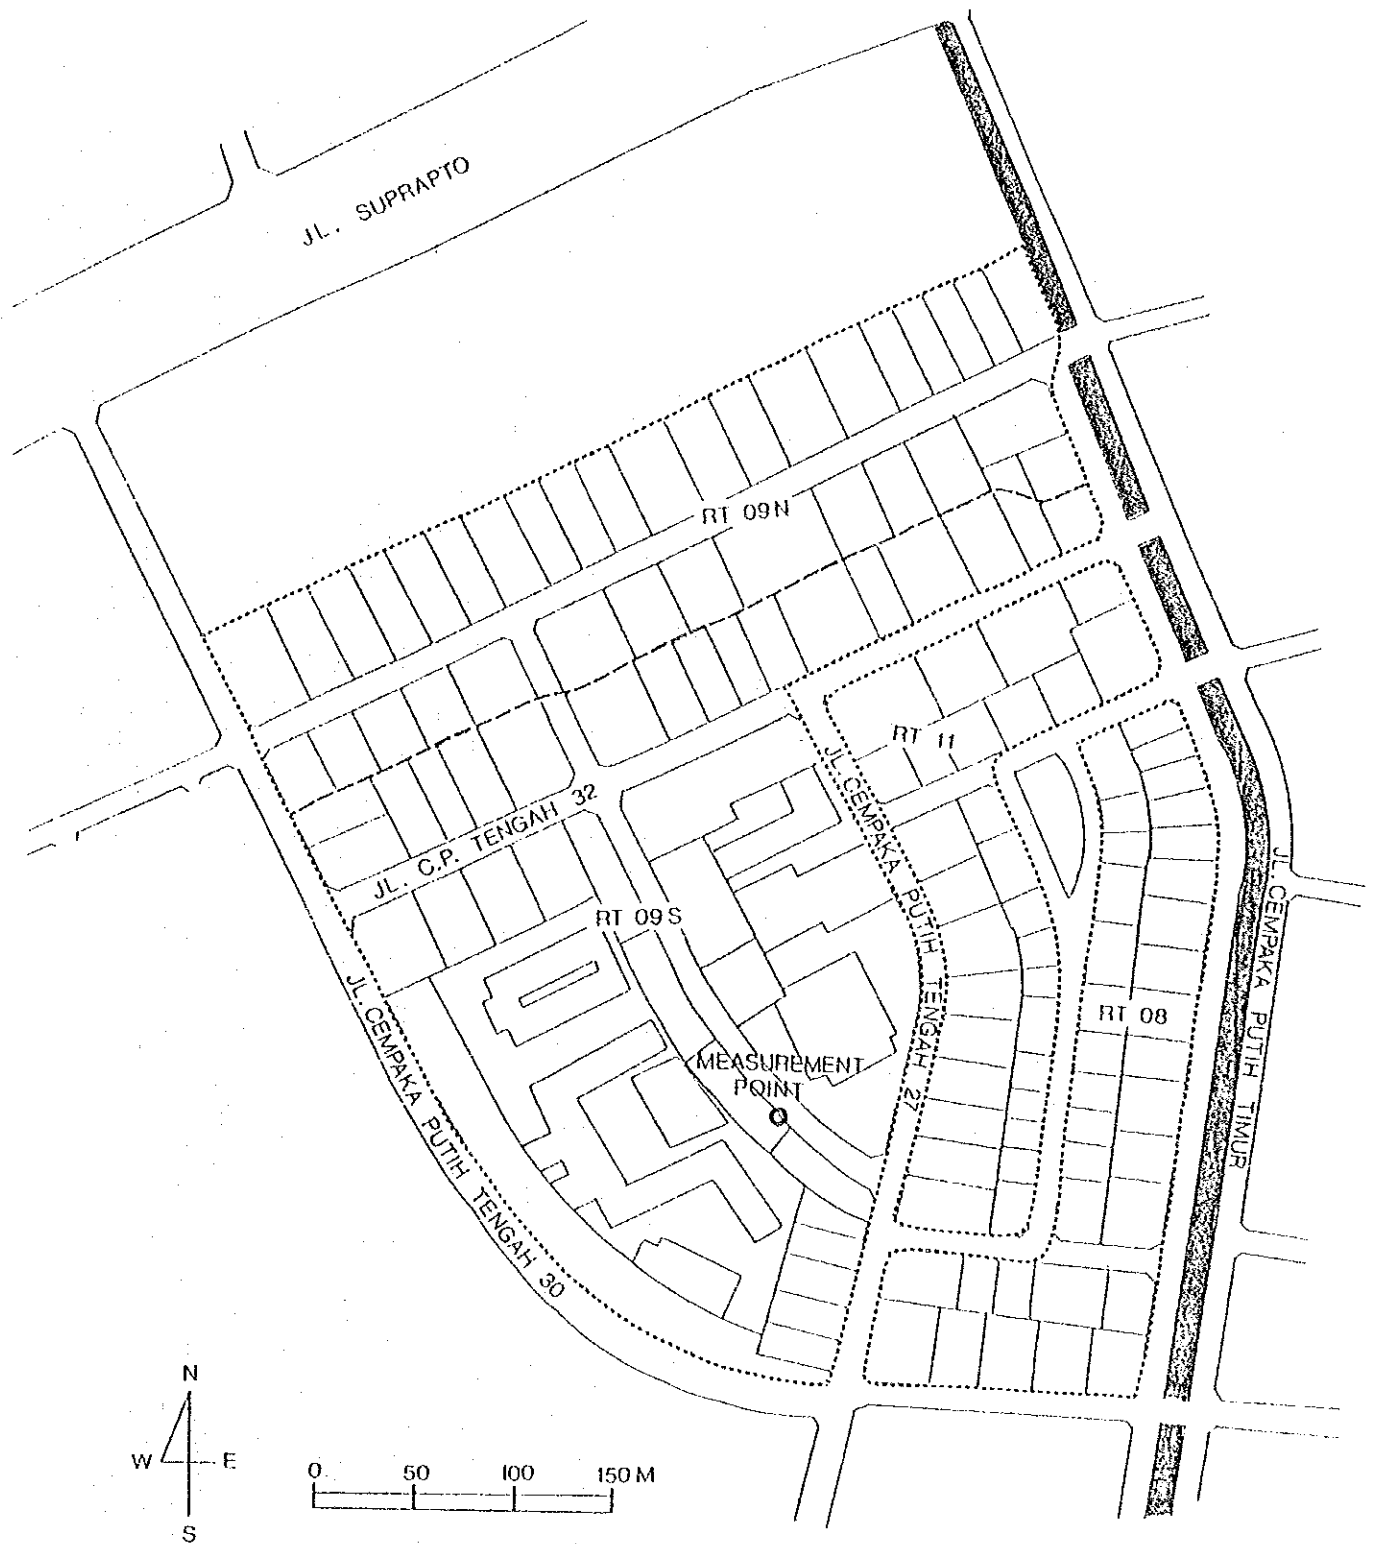 JL. SUPRAPTO
RT 09N
RT 11
JL. CEMPAKA PUTIH TENGAH 27
JL. C.P. TENGAH 32
RT 09S
JL. CEMPAKA PUTIH TIMUR
JL. CEMPAKA PUTIH TENGAH 30
RT 08
MEASUREMENT
POINT
N
W E
S
0 50 100 150 M